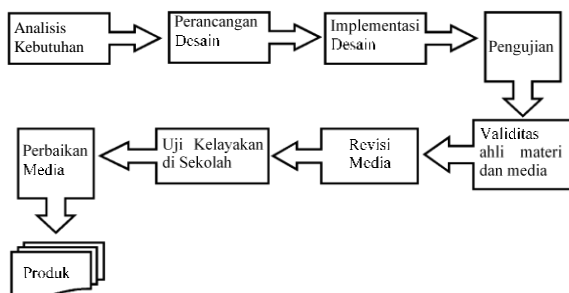 Analisis
Kebutuhan
Perancangan
Desain
Implementasi
Desain
Pengujian
Validitas
ahli materi
dan media
Revisi
Media
Uji Kelayakan
di Sekolah
Perbaikan
Media
Produk